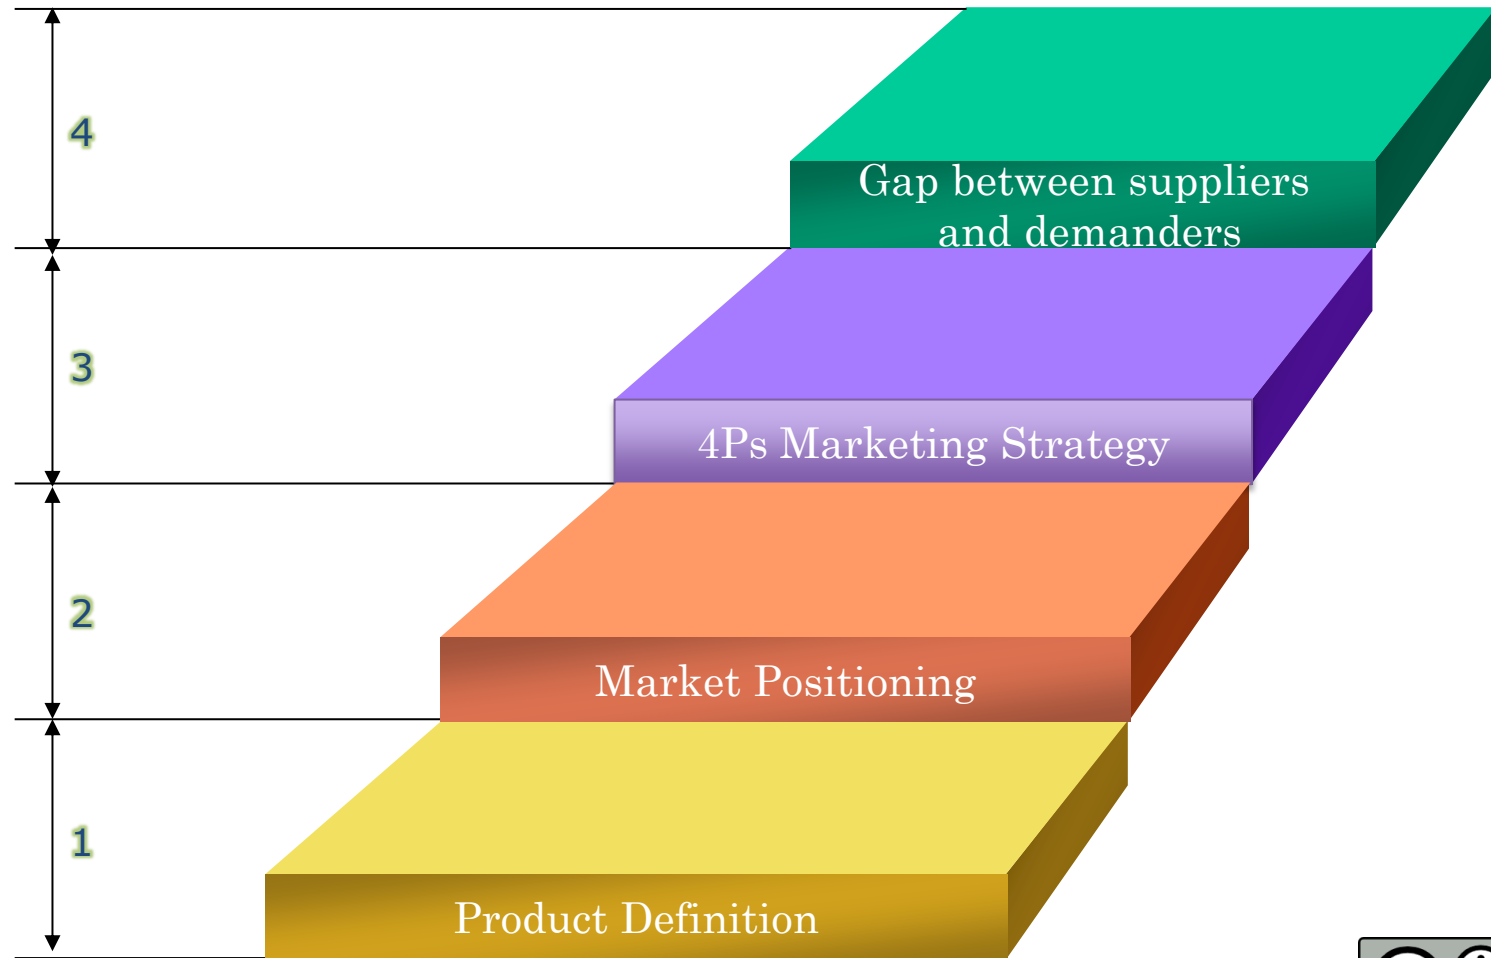 4
Gap between suppliers
and demanders
3
4Ps Marketing Strategy
2
Market Positioning
1
Product Definition